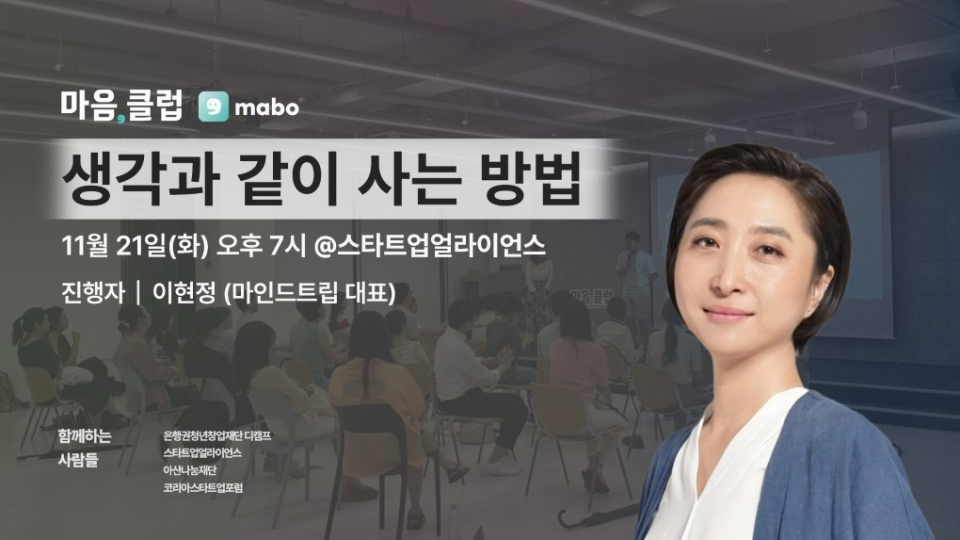 마음,클럽 mabo
생각과 같이 사는 방법
11월 21일(화) 오후 7시 @스타트업얼라이언스
진행자 | 이현정 (마인드트립 대표)
마음,클럽
함께하는
사람들
은행권청년창업재단 디캠프
스타트업얼라이언스
아산나눔재단
코리아스타트업포럼